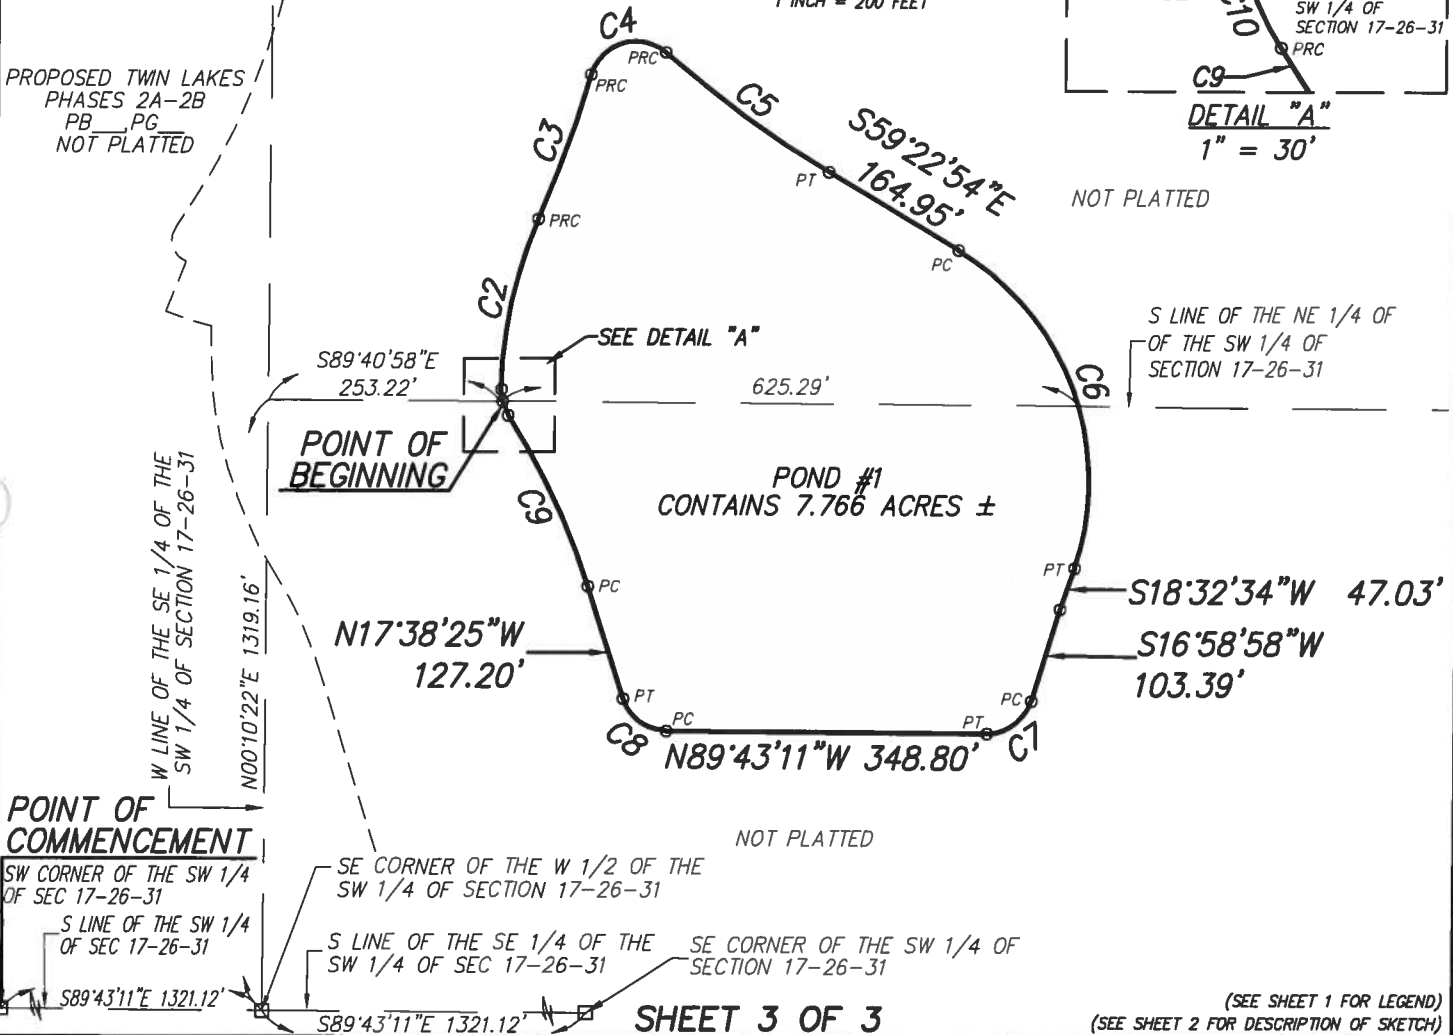 1 INCH = 200 FEET
C4
PRC
PRC
C5
C3
PRC
C2
PROPOSED TWIN LAKES
PHASES 2A-2B
PB___,PG___
NOT PLATTED
C10
SW 1/4 OF
SECTION 17-26-31
PRC
C9
DETAIL "A"
1" = 30'
S59°22'54"E
164.95'
PT
PC
NOT PLATTED
S LINE OF THE NE 1/4 OF
OF THE SW 1/4 OF
SECTION 17-26-31
SEE DETAIL "A"
S89°40'58"E
253.22'
625.29'
C6
POINT OF
BEGINNING
POND #1
CONTAINS 7.766 ACRES ±
C9
PC
PT
S18°32'34"W 47.03'
S16°58'58"W
103.39'
N17°38'25"W
127.20'
PT
PC
C8
PC
PT
C7
N89°43'11"W 348.80'
W LINE OF THE SE 1/4 OF THE
SW 1/4 OF SECTION 17-26-31
N00°10'22"E 1319.16'
POINT OF
COMMENCEMENT
SW CORNER OF THE SW 1/4
OF SEC 17-26-31
S LINE OF THE SW 1/4
OF SEC 17-26-31
S89°43'11"E 1321.12'
NOT PLATTED
SE CORNER OF THE W 1/2 OF THE
SW 1/4 OF SECTION 17-26-31
S LINE OF THE SE 1/4 OF THE
SW 1/4 OF SEC 17-26-31
SE CORNER OF THE SW 1/4 OF
SECTION 17-26-31
S89°43'11"E 1321.12'
SHEET 3 OF 3
(SEE SHEET 1 FOR LEGEND)
(SEE SHEET 2 FOR DESCRIPTION OF SKETCH)